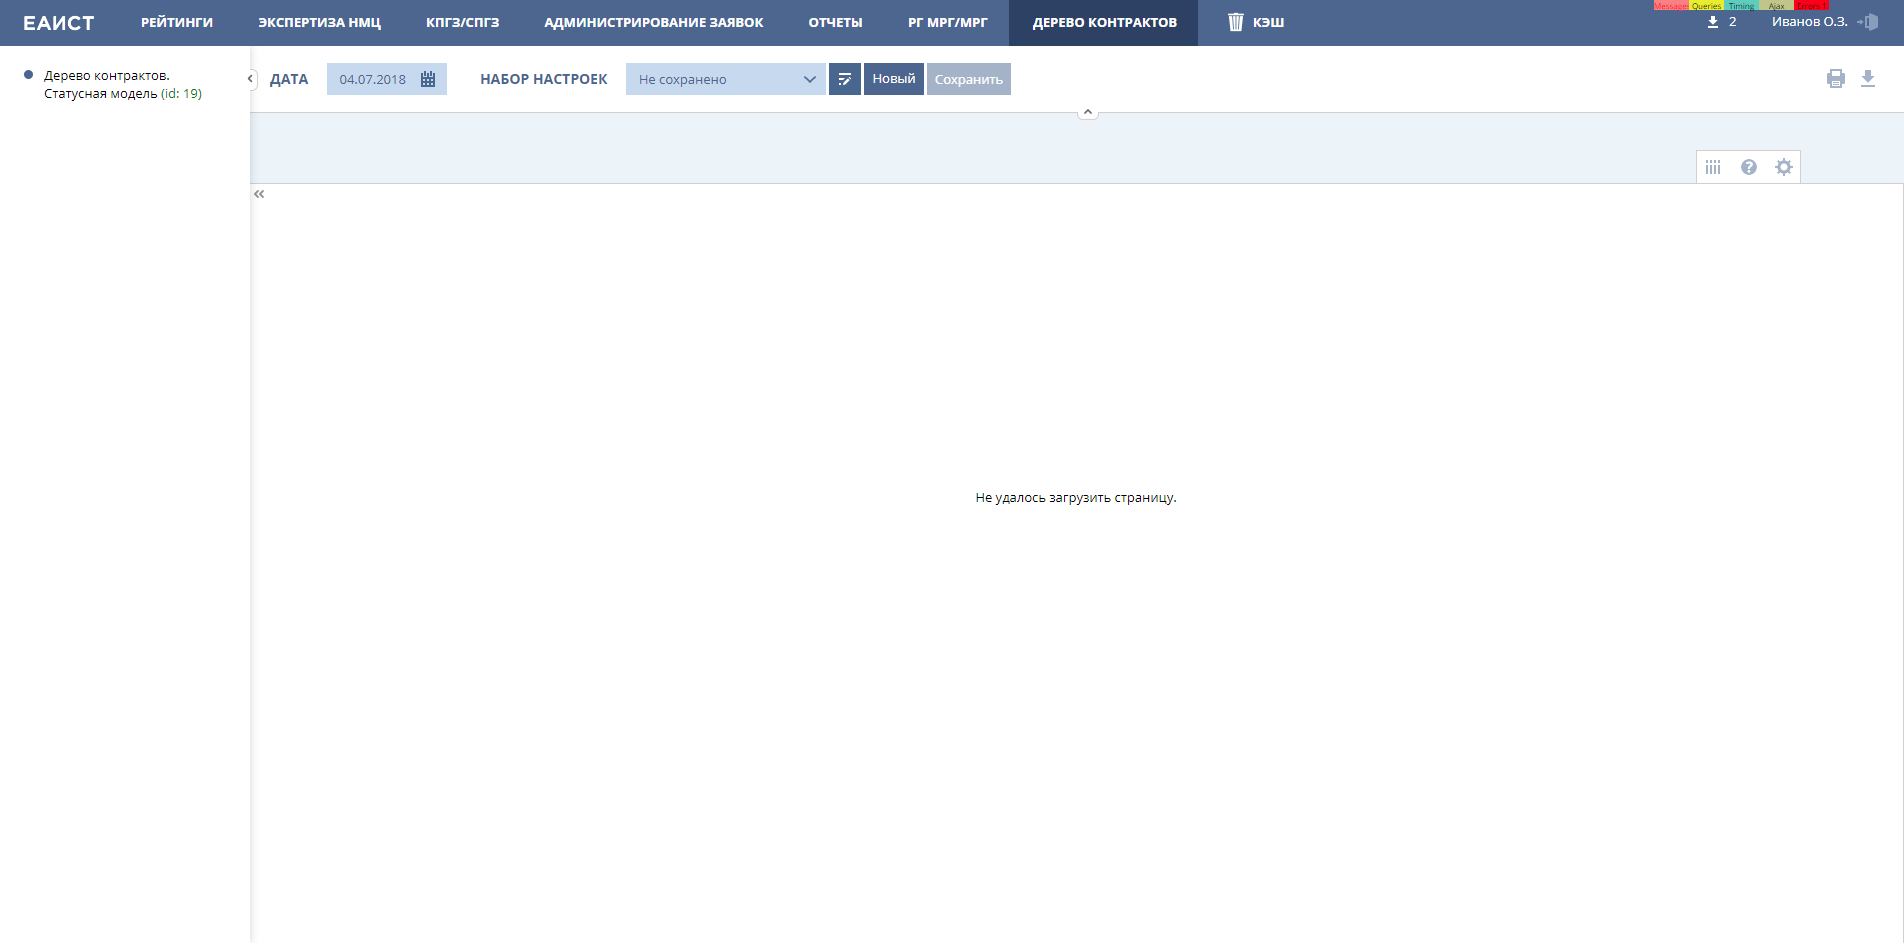 Messages Queries Timing Ajax Errors 1
ЕАИСТ РЕЙТИНГИ ЭКСПЕРТИЗА НМЦ КПГЗ/СПГЗ АДМИНИСТРИРОВАНИЕ ЗАЯВОК ОТЧЕТЫ РГ МРГ/МРГ ДЕРЕВО КОНТРАКТОВ КЭШ 2 Иванов О.З.
Дерево контрактов.
Статусная модель (id: 19)
ДАТА 04.07.2018 НАБОР НАСТРОЕК Не сохранено Новый Сохранить
Не удалось загрузить страницу.